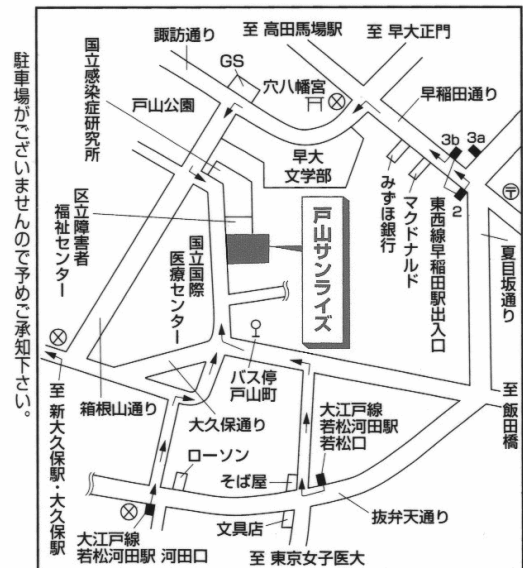 至 高田馬場駅
至 早大正門
諏訪通り
GS
穴八幡宮
早稲田通り
国立感染症研究所
戸山公園
3b
3a
早大
文学部
みずほ銀行
マクドナルド
東西線早稲田駅出入口
2
〒
夏目坂通り
区立障害者
福祉センター
国立国際
医療センター
戸山サンライズ
駐車場がございませんので予めご承知下さい。
バス停
戸山町
至 飯田橋
至 新大久保駅・大久保駅
箱根山通り
大久保通り
大江戸線
若松河田駅
若松口
ローソン
そば屋
抜弁天通り
文具店
大江戸線
若松河田駅 河田口
至 東京女子医大